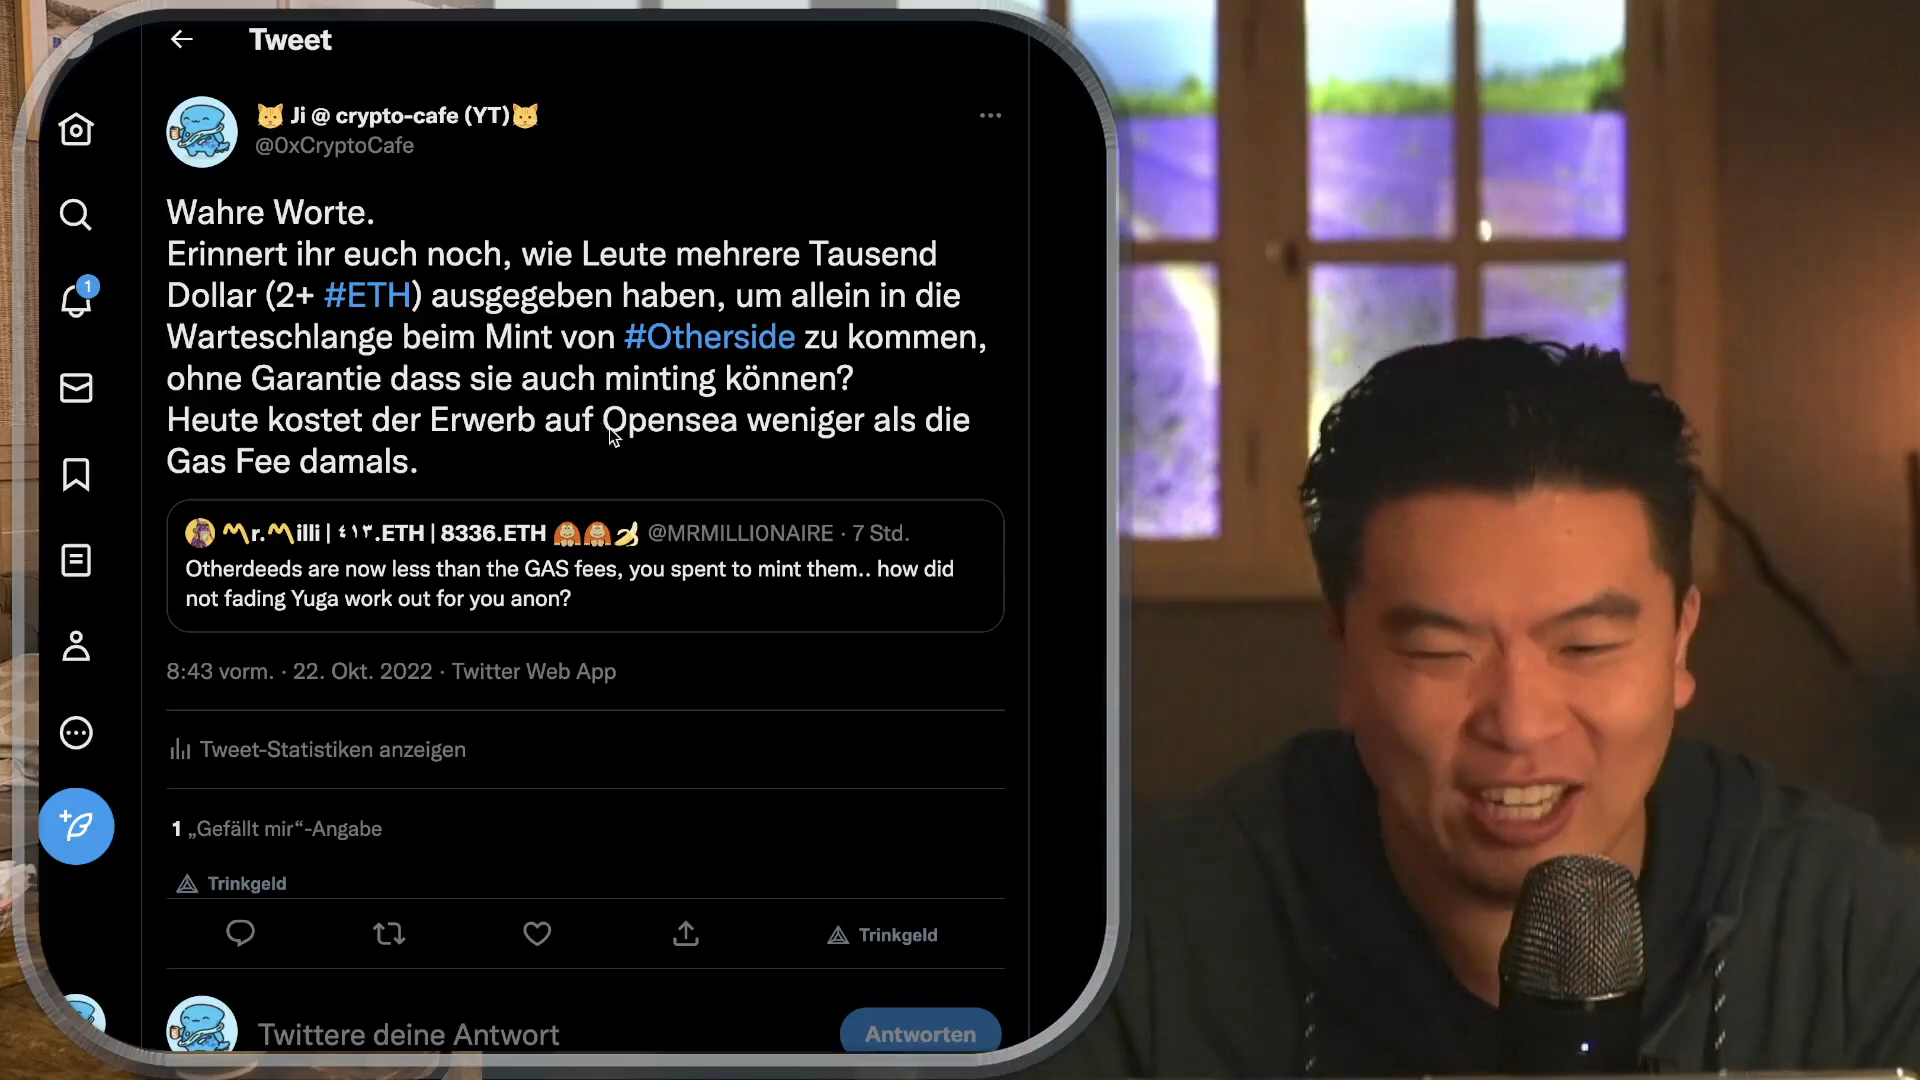 Tweet
Ji @ crypto-cafe (YT)
@0xCryptoCafe
Wahre Worte.
Erinnert ihr euch noch, wie Leute mehrere Tausend
Dollar (2+ #ETH) ausgegeben haben, um allein in die
Warteschlange beim Mint von #Otherside zu kommen,
ohne Garantie dass sie auch minting können?
Heute kostet der Erwerb auf Opensea weniger als die
Gas Fee damals.
〽️r.〽️illi | ٤١٣.ETH | 8336.ETH @MRMILLI0NAIRE · 7 Std.
Otherdeeds are now less than the GAS fees, you spent to mint them.. how did
not fading Yuga work out for you anon?
8:43 vorm. · 22. Okt. 2022 · Twitter Web App
Tweet-Statistiken anzeigen
1 „Gefällt mir“-Angabe
Trinkgeld
Trinkgeld
Twittere deine Antwort
Antworten
1